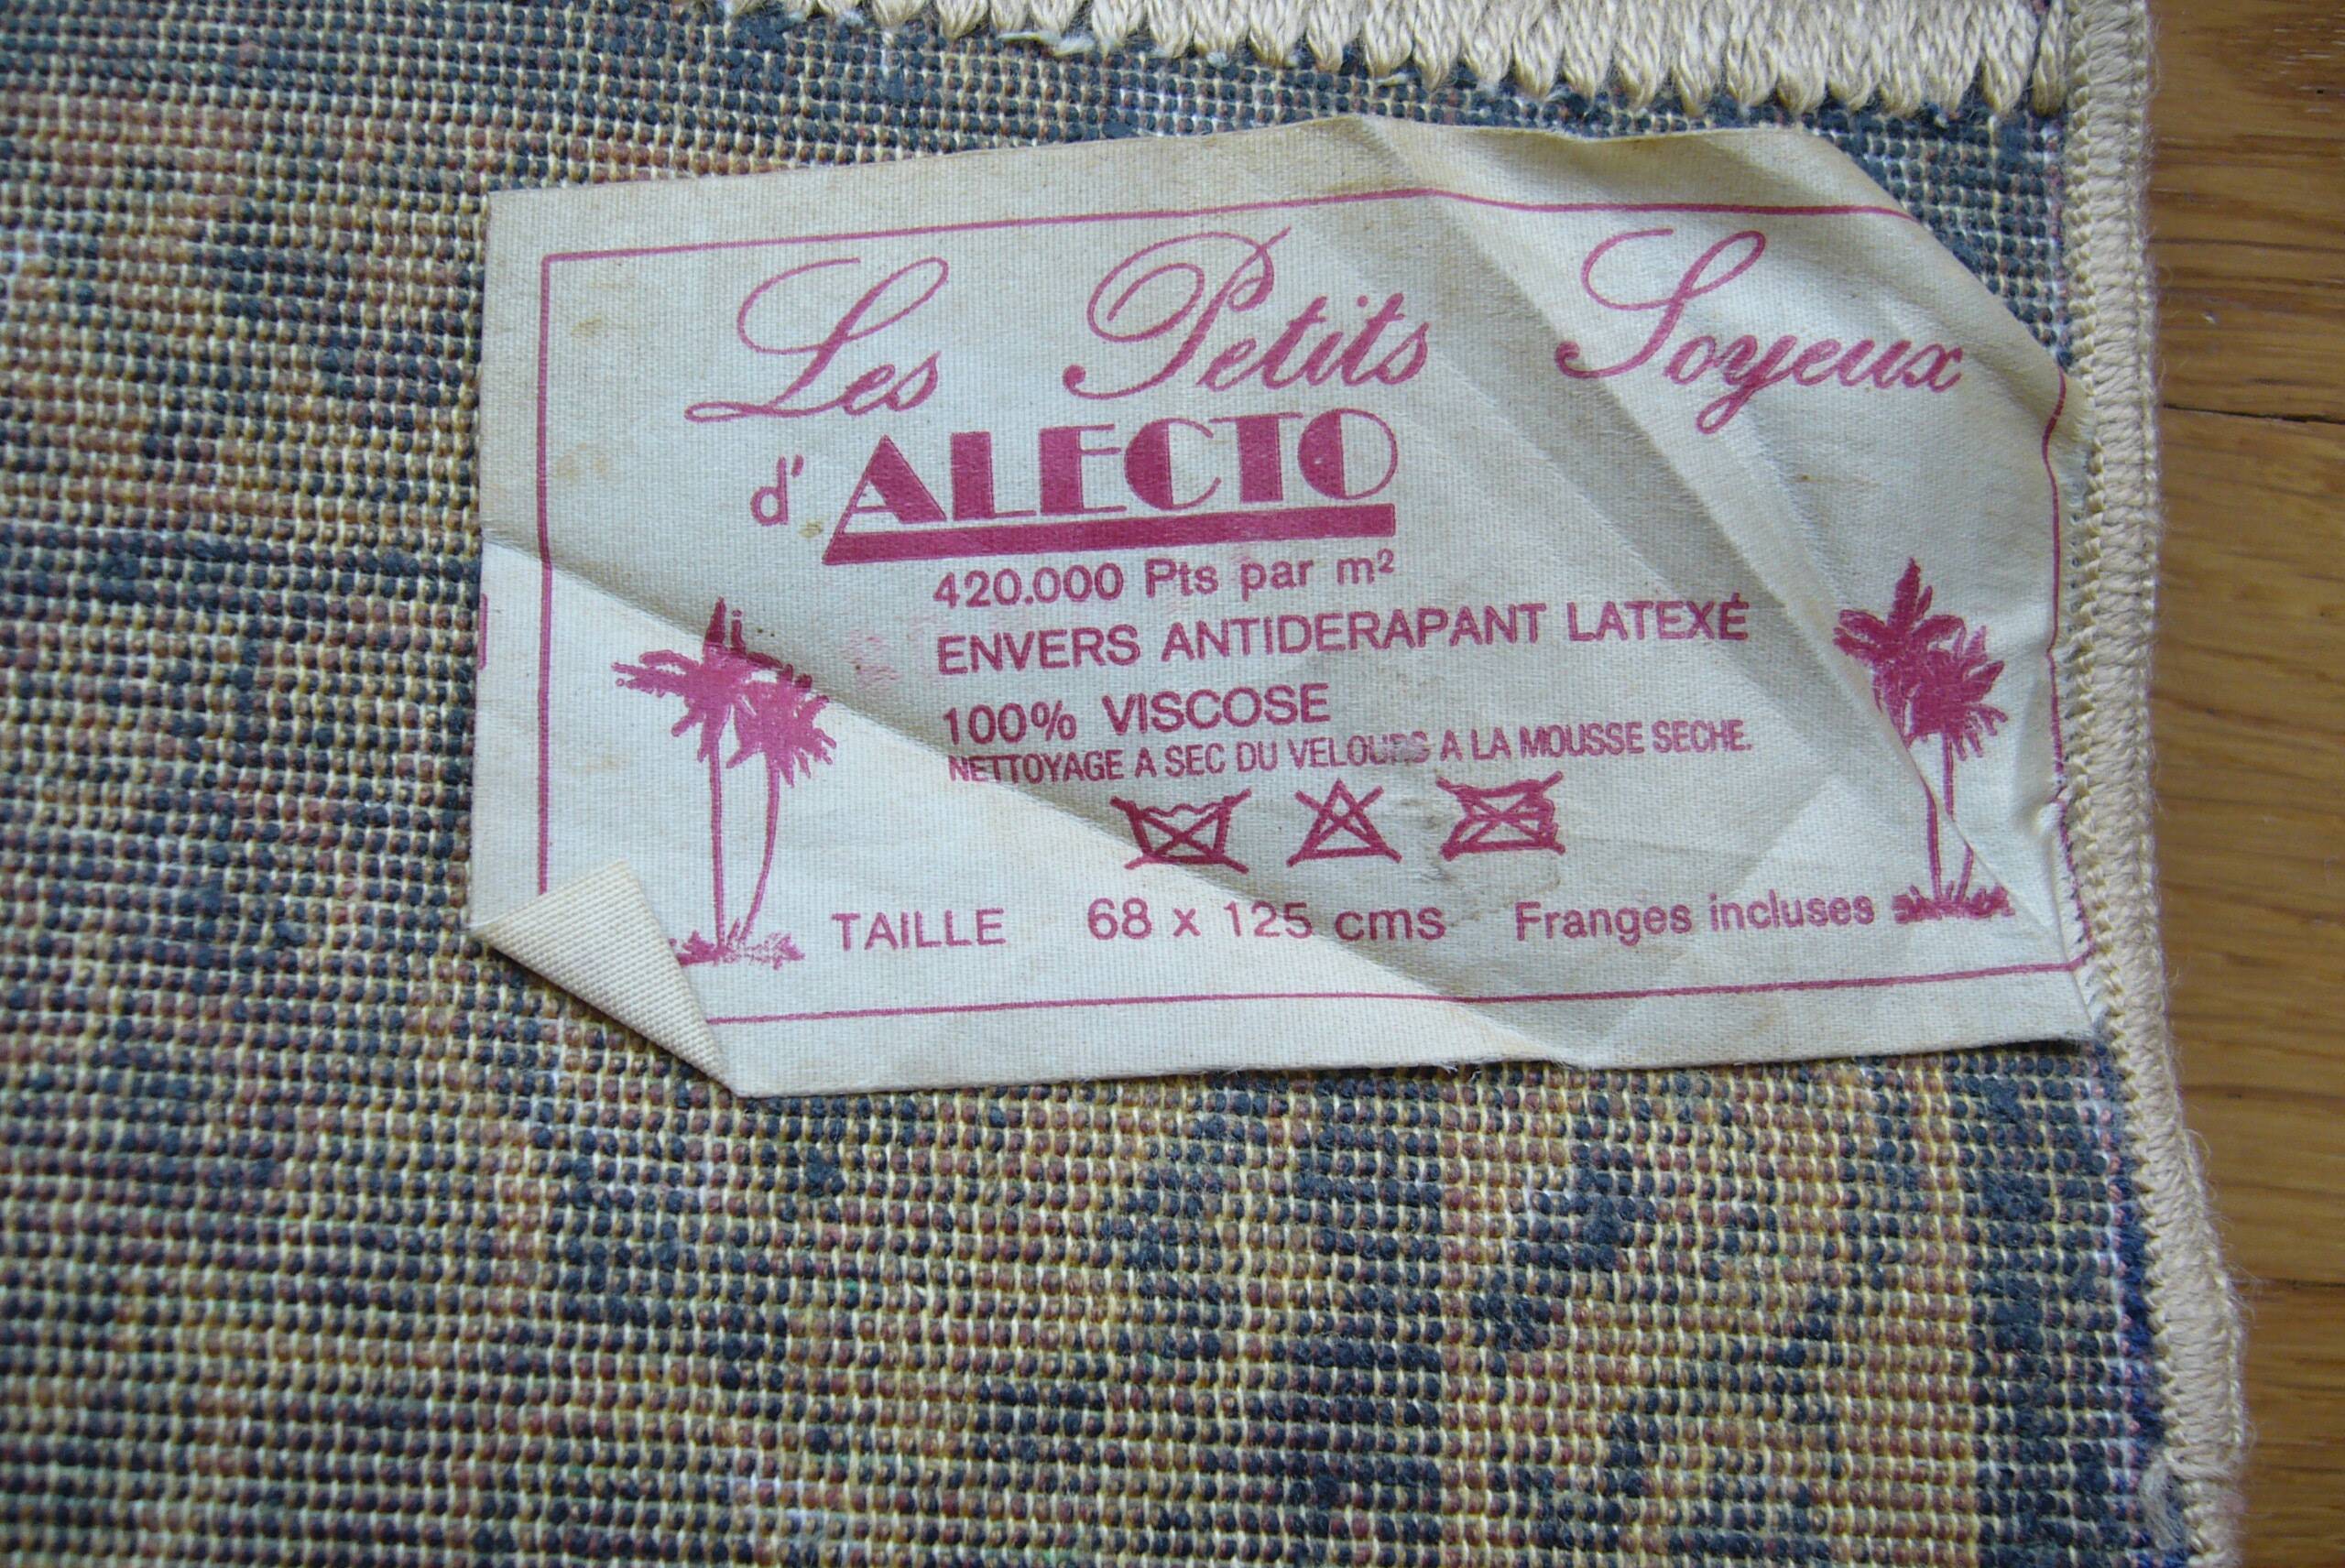 Les Petits Soyeux
d'ALECTO
420.000 Pts par m²
ENVERS ANTIDERAPANT LATEXÉ
100% VISCOSE
NETTOYAGE A SEC DU VELOURS A LA MOUSSE SECHE.
TAILLE 68 x 125 cms Franges incluses